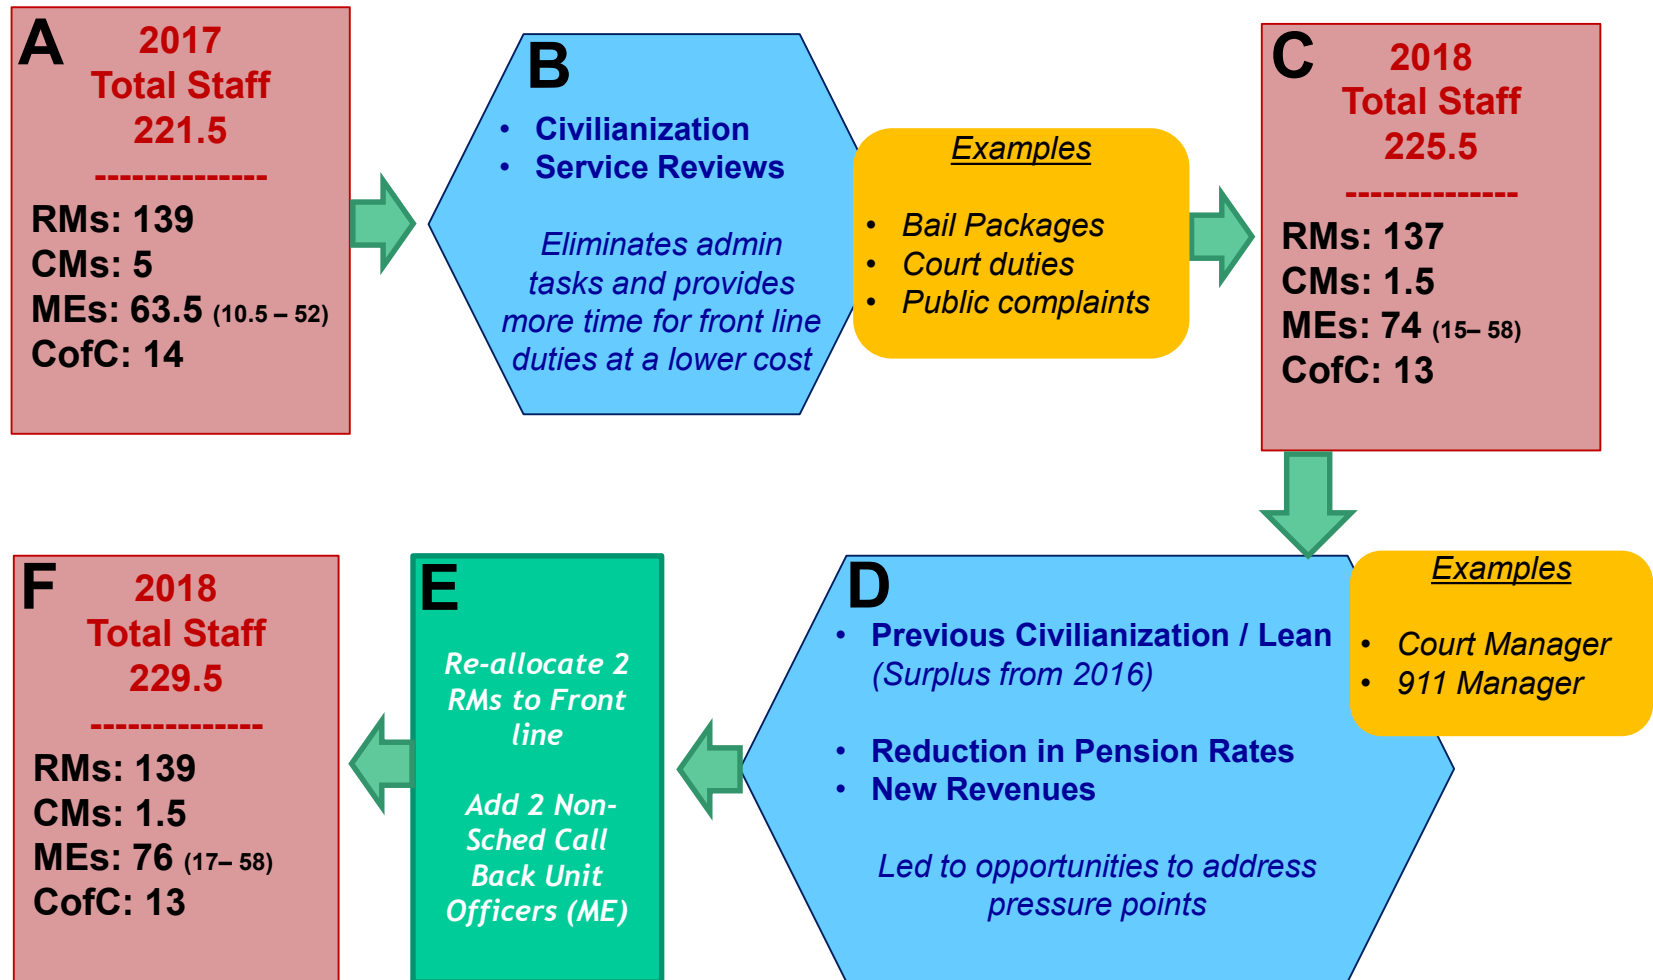 A
2017
Total Staff
221.5
--------------
RMs: 139
CMs: 5
MEs: 63.5 (10.5 – 52)
CofC: 14
B
• Civilianization
• Service Reviews
Eliminates admin
tasks and provides
more time for front line
duties at a lower cost
Examples
• Bail Packages
• Court duties
• Public complaints
C
2018
Total Staff
225.5
--------------
RMs: 137
CMs: 1.5
MEs: 74 (15– 58)
CofC: 13
D
• Previous Civilianization / Lean
(Surplus from 2016)
• Reduction in Pension Rates
• New Revenues
Led to opportunities to address
pressure points
Examples
• Court Manager
• 911 Manager
E
Re-allocate 2
RMs to Front
line
Add 2 Non-
Sched Call
Back Unit
Officers (ME)
F
2018
Total Staff
229.5
--------------
RMs: 139
CMs: 1.5
MEs: 76 (17– 58)
CofC: 13